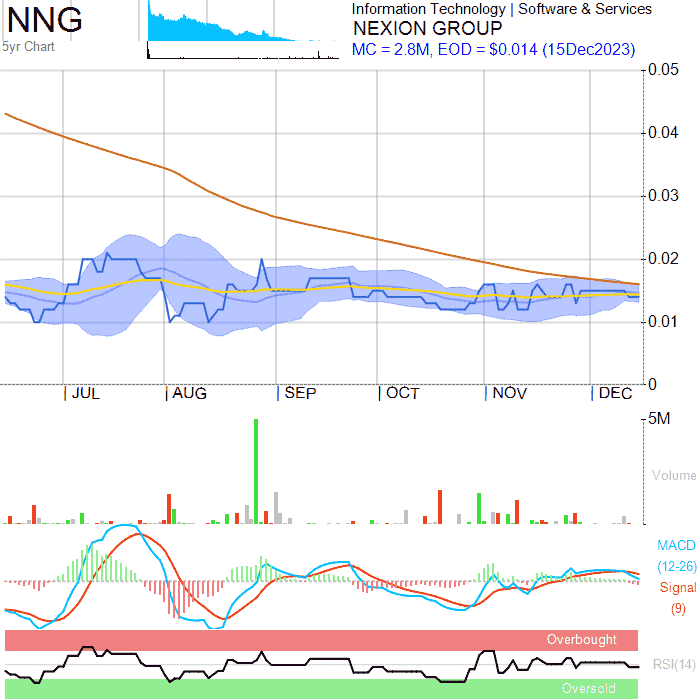 NNG
5yr Chart
Information Technology | Software & Services
NEXION GROUP
MC = 2.8M, EOD = $0.014 (15Dec2023)
0.05
0.04
0.03
0.02
0.01
0
JUL
AUG
SEP
OCT
NOV
DEC
5M
Volume
MACD
(12-26)
Signal
(9)
Overbought
RSI(14)
Oversold